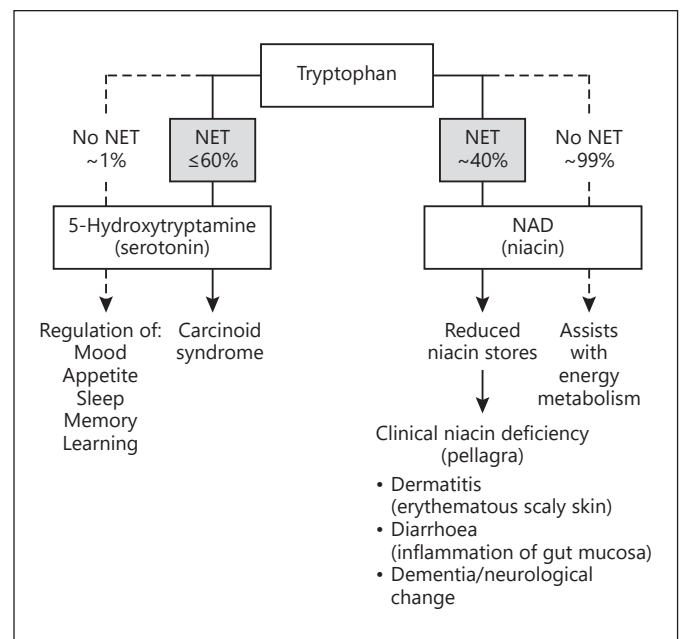 Tryptophan
No NET
~1%
NET
≤60%
NET
~40%
No NET
~99%
5-Hydroxytryptamine
(serotonin)
NAD
(niacin)
Regulation of:
Mood
Appetite
Sleep
Memory
Learning
Carcinoid
syndrome
Reduced
niacin stores
Assists
with
energy
metabolism
Clinical niacin deficiency
(pellagra)
• Dermatitis
(erythematous scaly skin)
• Diarrhoea
(inflammation of gut mucosa)
• Dementia/neurological
change